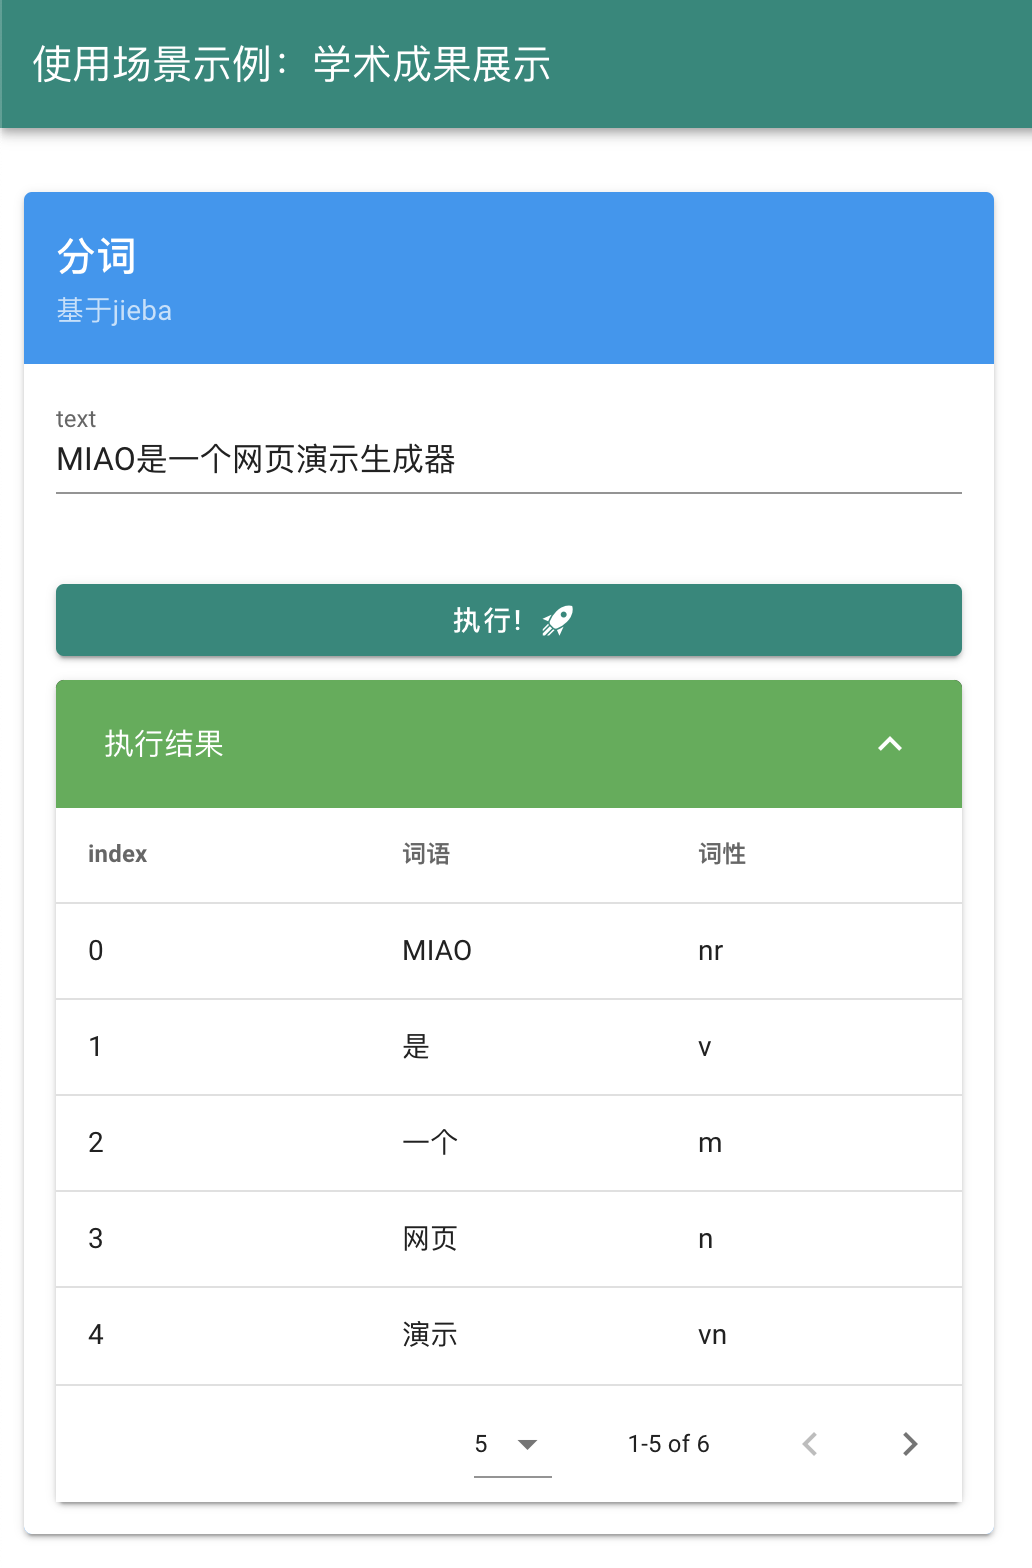 使用场景示例：学术成果展示
分词
基于jieba
text
MIAO是一个网页演示生成器
执行!
执行结果
index 词语 词性
0 MIAO nr
1 是 v
2 一个 m
3 网页 n
4 演示 vn
5 1-5 of 6